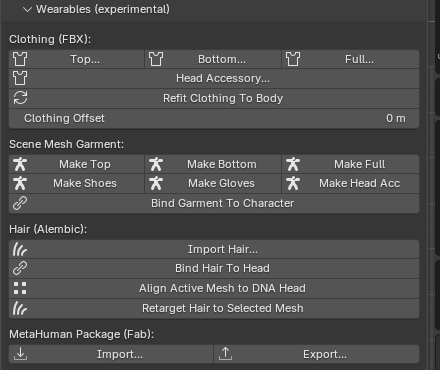 Wearables (experimental)
Clothing (FBX):
Top... Bottom... Full...
Head Accessory...
Refit Clothing To Body
Clothing Offset 0 m
Scene Mesh Garment:
Make Top Make Bottom Make Full
Make Shoes Make Gloves Make Head Acc
Bind Garment To Character
Hair (Alembic):
Import Hair...
Bind Hair To Head
Align Active Mesh to DNA Head
Retarget Hair to Selected Mesh
MetaHuman Package (Fab):
Import... Export...